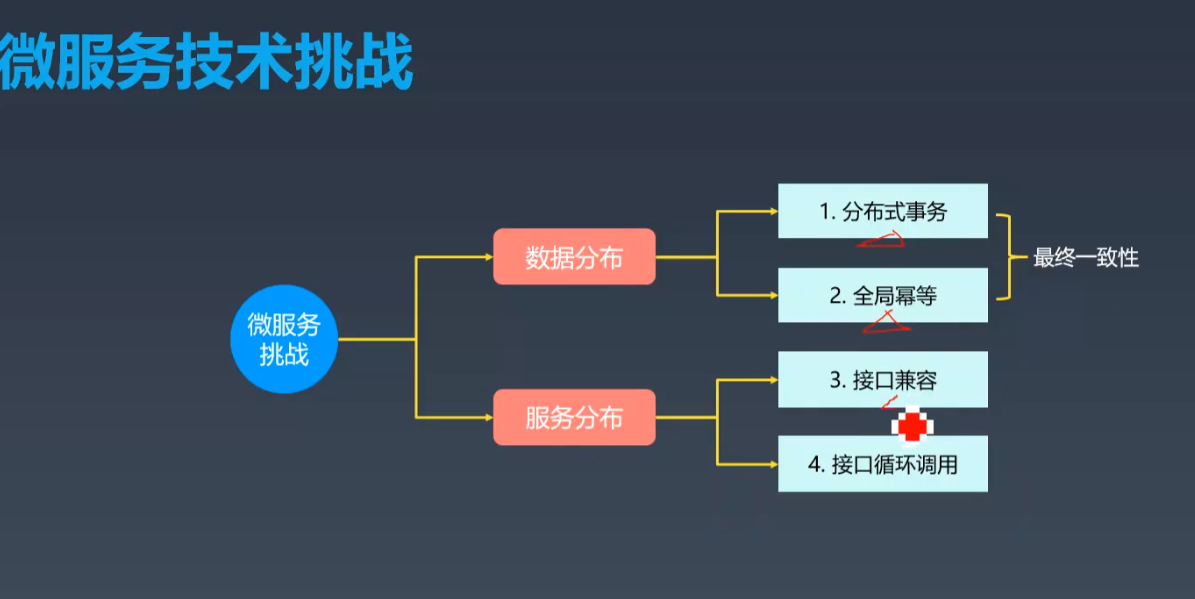 微服务技术挑战
微服务
挑战
数据分布
服务分布
1. 分布式事务
2. 全局幂等
3. 接口兼容
4. 接口循环调用
最终一致性